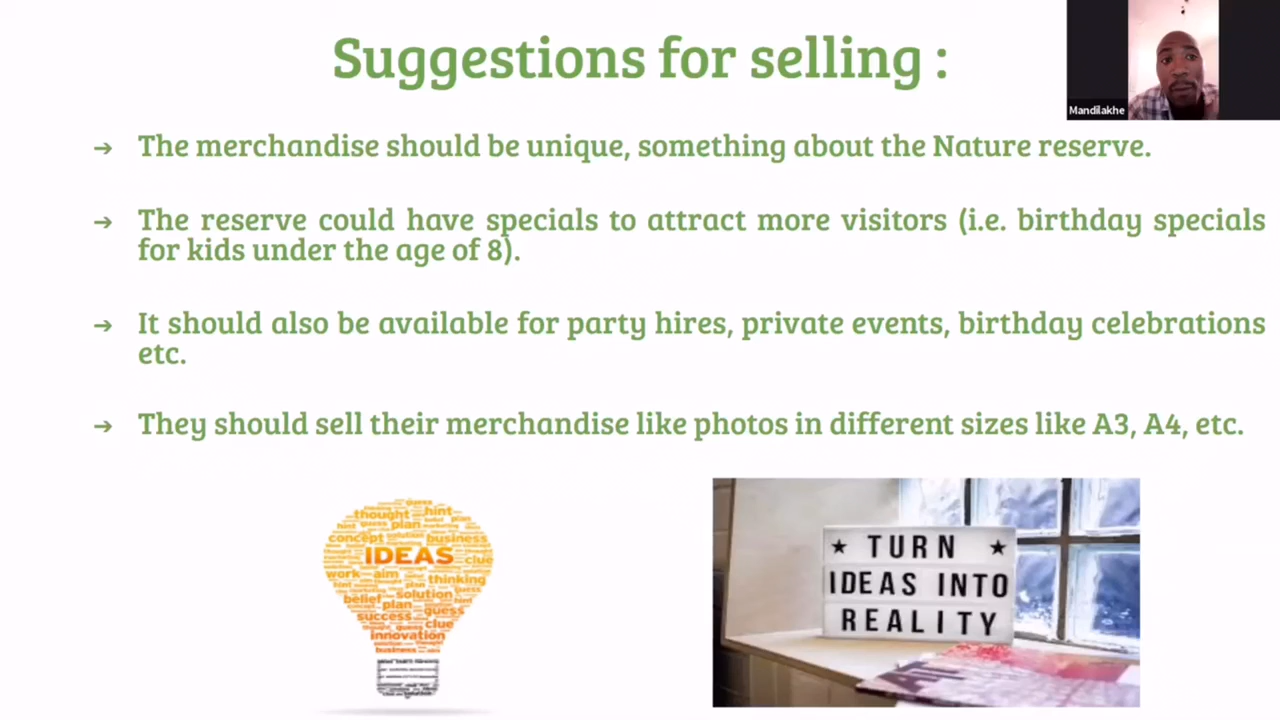 Suggestions for selling :
Mandilakhe
➔ The merchandise should be unique, something about the Nature reserve.
➔ The reserve could have specials to attract more visitors (i.e. birthday specials
for kids under the age of 8).
➔ It should also be available for party hires, private events, birthday celebrations
etc.
➔ They should sell their merchandise like photos in different sizes like A3, A4, etc.
guess
thought hint
guess plan
concept solution business
IDEAS clue
work aim thinking
solution
belief plan
success guess
clue
innovation
business
★ TURN ★
IDEAS INTO
REALITY